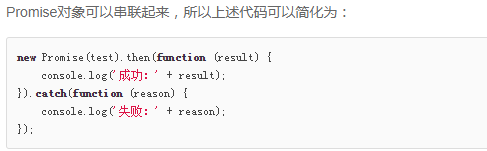 Promise对象可以串联起来，所以上述代码可以简化为：
new Promise(test).then(function (result) {
    console.log('成功：' + result);
}).catch(function (reason) {
    console.log('失败：' + reason);
});